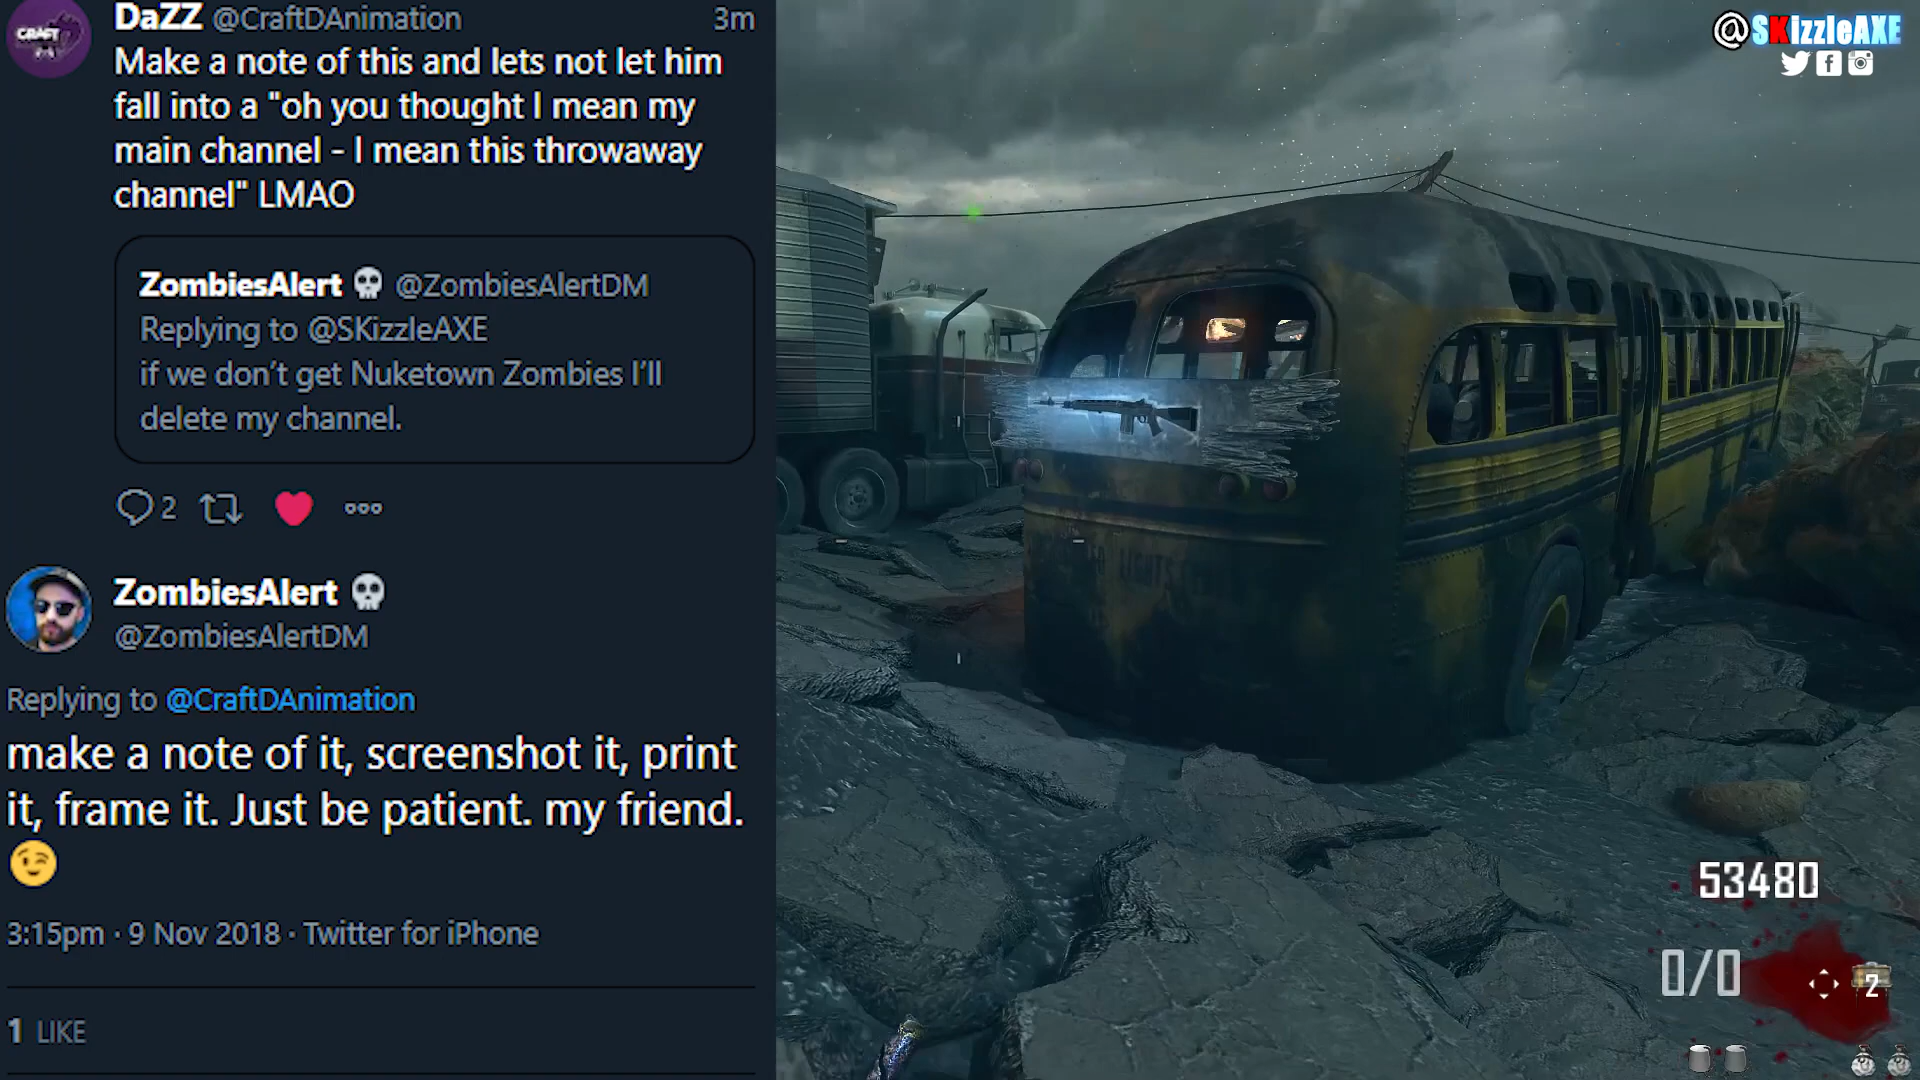 CRAFT
DaZZ @CraftDAnimation 3m
Make a note of this and lets not let him
fall into a "oh you thought I mean my
main channel - I mean this throwaway
channel" LMAO
ZombiesAlert 💀 @ZombiesAlertDM
Replying to @SKizzleAXE
if we don’t get Nuketown Zombies I’ll
delete my channel.
2
ZombiesAlert 💀
@ZombiesAlertDM
Replying to @CraftDAnimation
make a note of it, screenshot it, print
it, frame it. Just be patient. my friend.
😉
3:15pm · 9 Nov 2018 · Twitter for iPhone
1 LIKE
@SKizzleAXE
53480
0/0
2